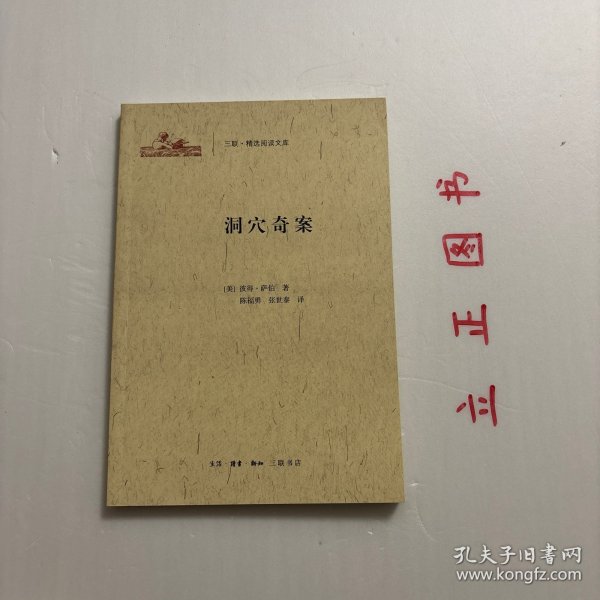 三联·精选阅读文库
洞穴奇案
[美] 彼得·萨伯 著
陈福勇 张世泰 译
生活·读书·新知 三联书店
立正图书
孔夫子旧书网
www.kongfz.com